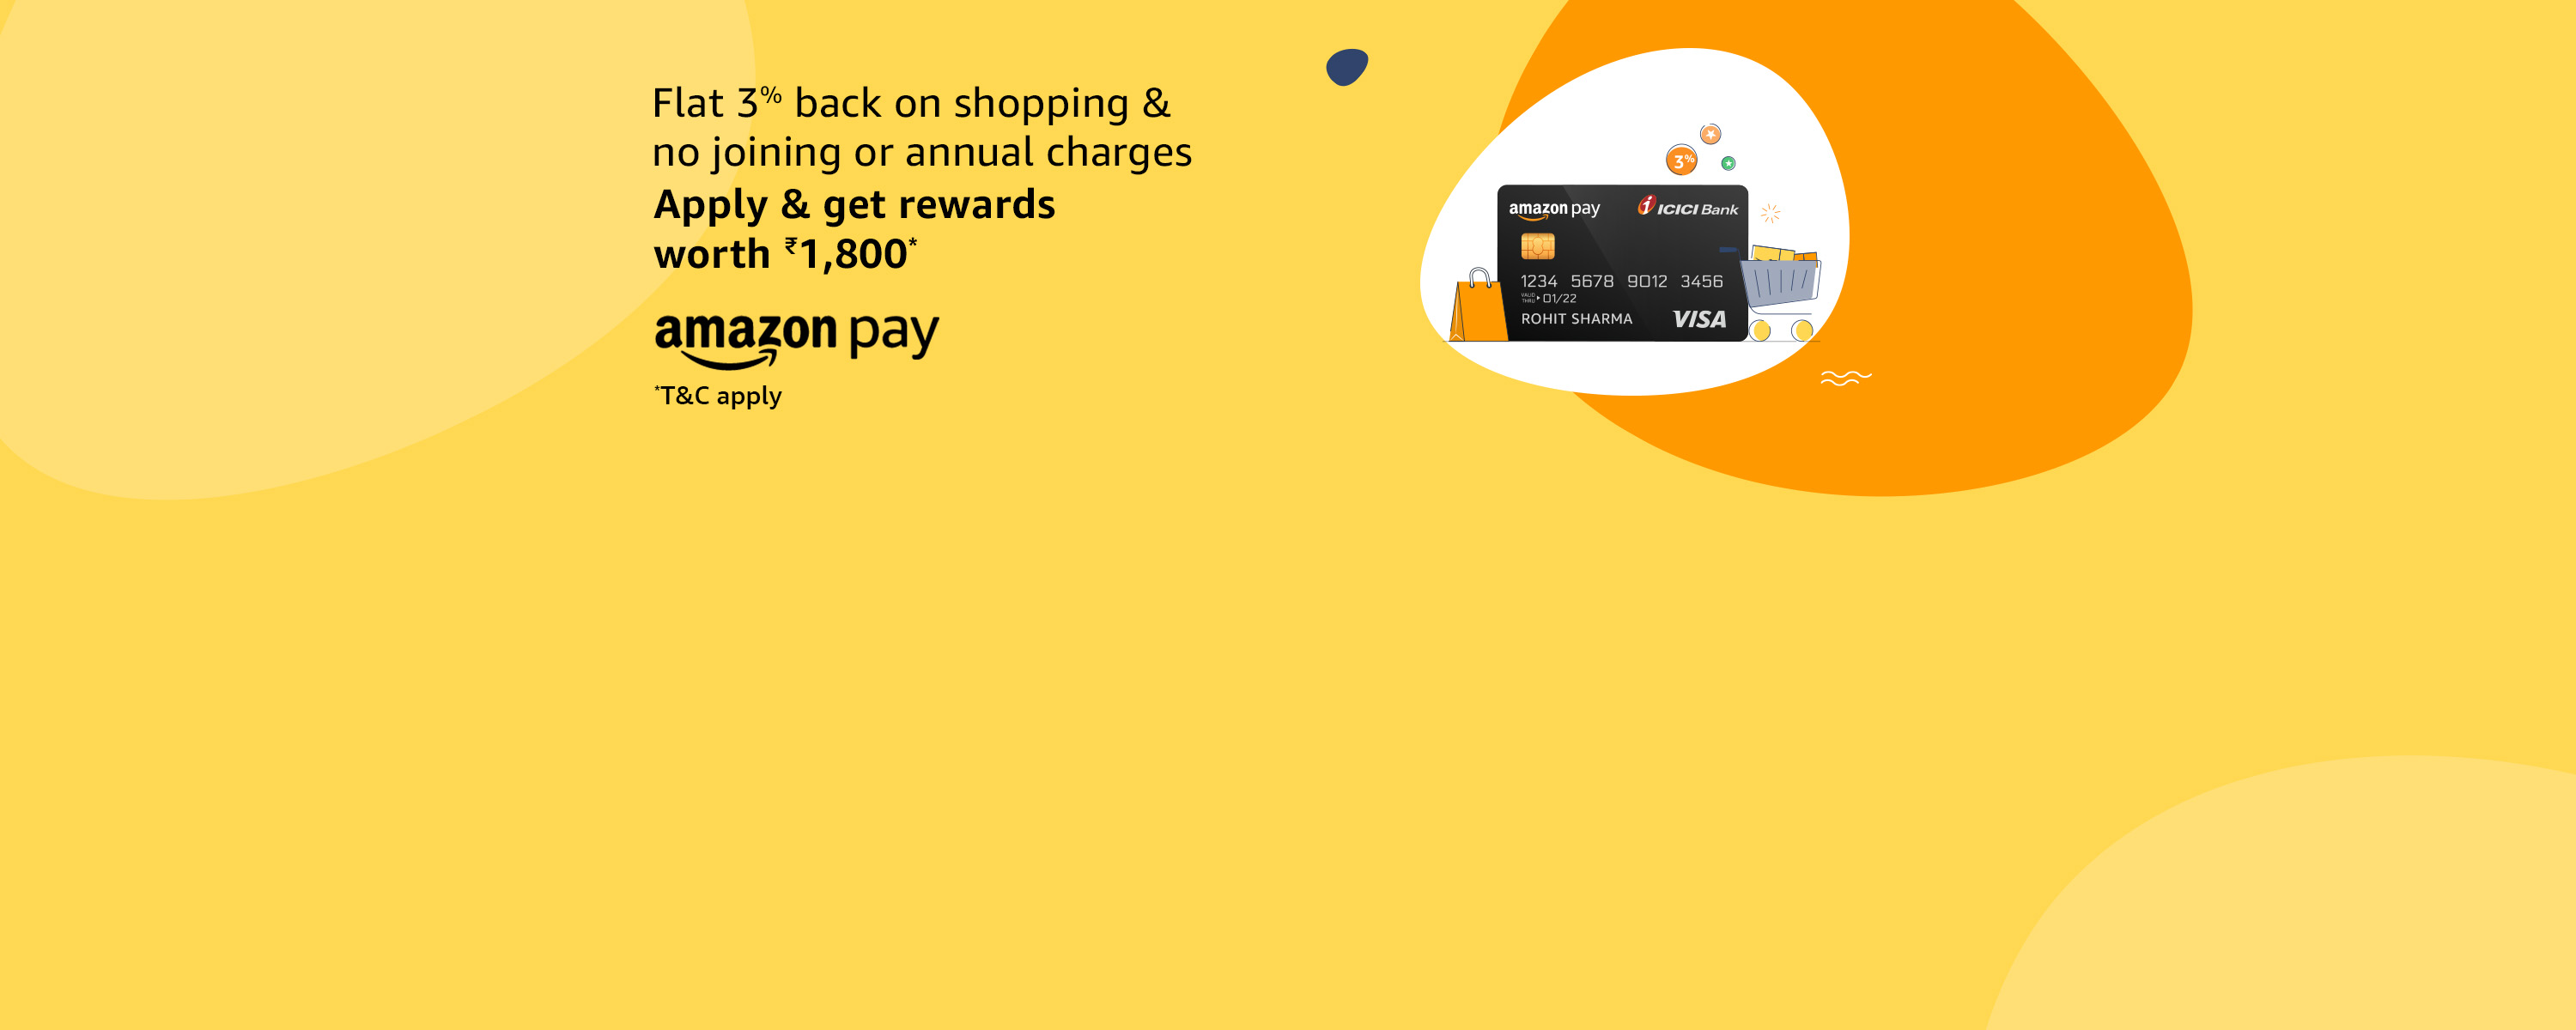 Flat 3% back on shopping &
no joining or annual charges
Apply & get rewards
worth ₹1,800*
amazon pay
*T&C apply
3%
amazon pay
ICICI Bank
1234 5678 9012 3456
VALID THRU 01/22
ROHIT SHARMA
VISA